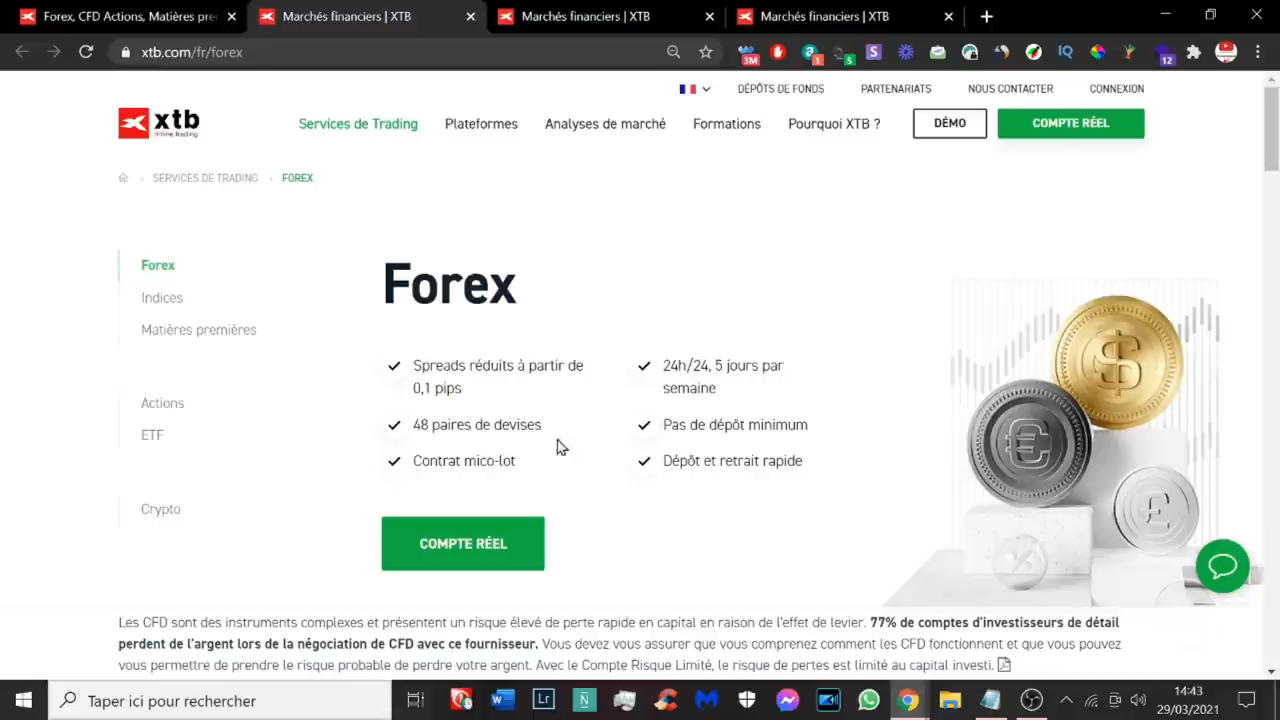 Forex, CFD Actions, Matières pre
Marchés financiers | XTB
Marchés financiers | XTB
Marchés financiers | XTB
xtb.com/fr/forex
3M
1
5
12
DÉPÔTS DE FONDS
PARTENARIATS
NOUS CONTACTER
CONNEXION
xtb
online trading
Services de Trading
Plateformes
Analyses de marché
Formations
Pourquoi XTB ?
DÉMO
COMPTE RÉEL
SERVICES DE TRADING
FOREX
Forex
Indices
Matières premières
Actions
ETF
Crypto
Forex
Spreads réduits à partir de
0,1 pips
48 paires de devises
Contrat mico-lot
24h/24, 5 jours par
semaine
Pas de dépôt minimum
Dépôt et retrait rapide
COMPTE RÉEL
Les CFD sont des instruments complexes et présentent un risque élevé de perte rapide en capital en raison de l'effet de levier. 77% de comptes d'investisseurs de détail
perdent de l'argent lors de la négociation de CFD avec ce fournisseur. Vous devez vous assurer que vous comprenez comment les CFD fonctionnent et que vous pouvez
vous permettre de prendre le risque probable de perdre votre argent. Avec le Compte Risque Limité, le risque de pertes est limité au capital investi.
Taper ici pour rechercher
14:43
29/03/2021